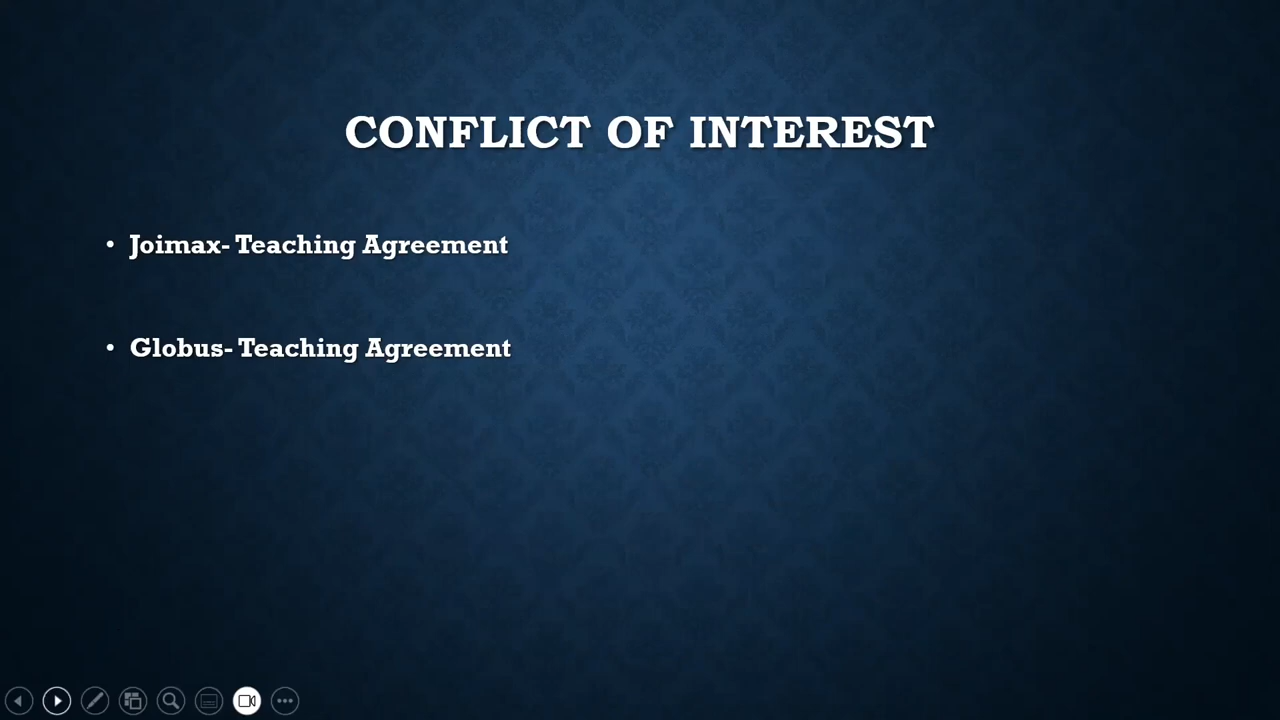 CONFLICT OF INTEREST
• Joimax- Teaching Agreement
• Globus- Teaching Agreement